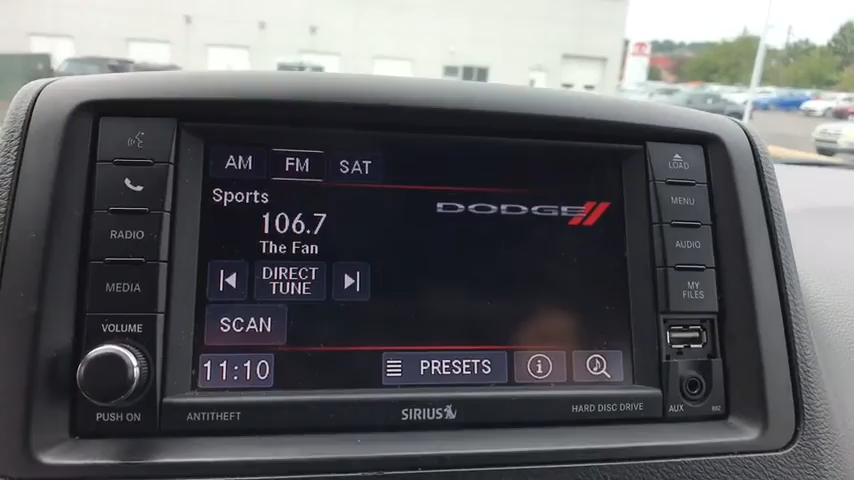 AM FM SAT
Sports
106.7
The Fan
DIRECT
TUNE
SCAN
11:10 PRESETS
DODGE
RADIO
MEDIA
VOLUME
PUSH ON
ANTITHEFT
SIRIUS
HARD DISC DRIVE
LOAD
MENU
AUDIO
MY
FILES
AUX